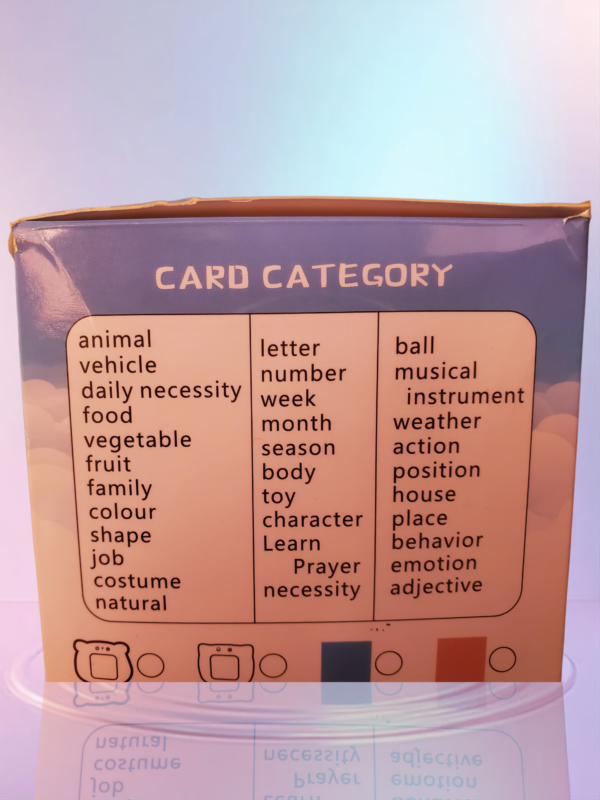 CARD CATEGORY
animal
vehicle
daily necessity
food
vegetable
fruit
family
colour
shape
job
costume
natural
letter
number
week
month
season
body
toy
character
Learn
Prayer
necessity
ball
musical
instrument
weather
action
position
house
place
behavior
emotion
adjective